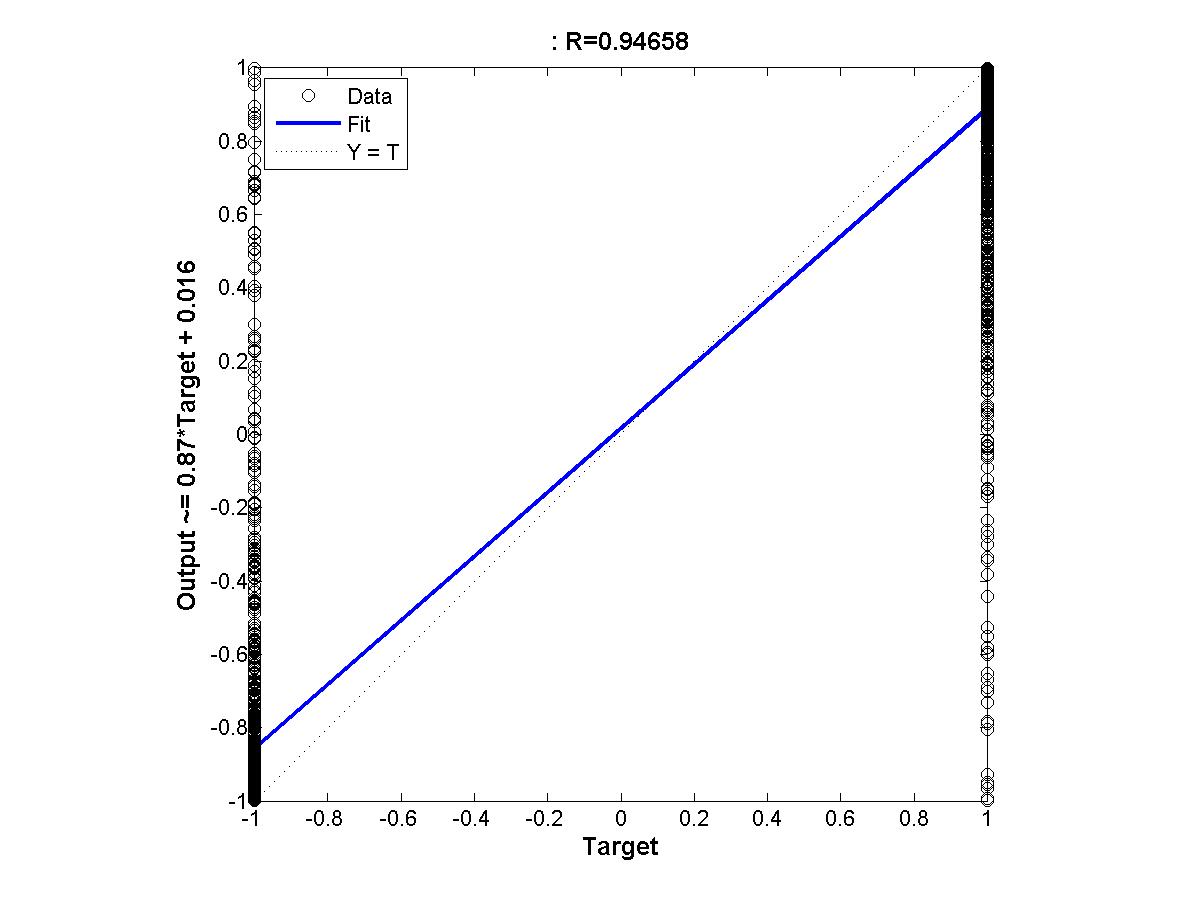 : R=0.94658
Data
Fit
Y = T
1
0.8
0.6
0.4
0.2
0
-0.2
-0.4
-0.6
-0.8
-1
Output ~= 0.87*Target + 0.016
-1 -0.8 -0.6 -0.4 -0.2 0 0.2 0.4 0.6 0.8 1
Target